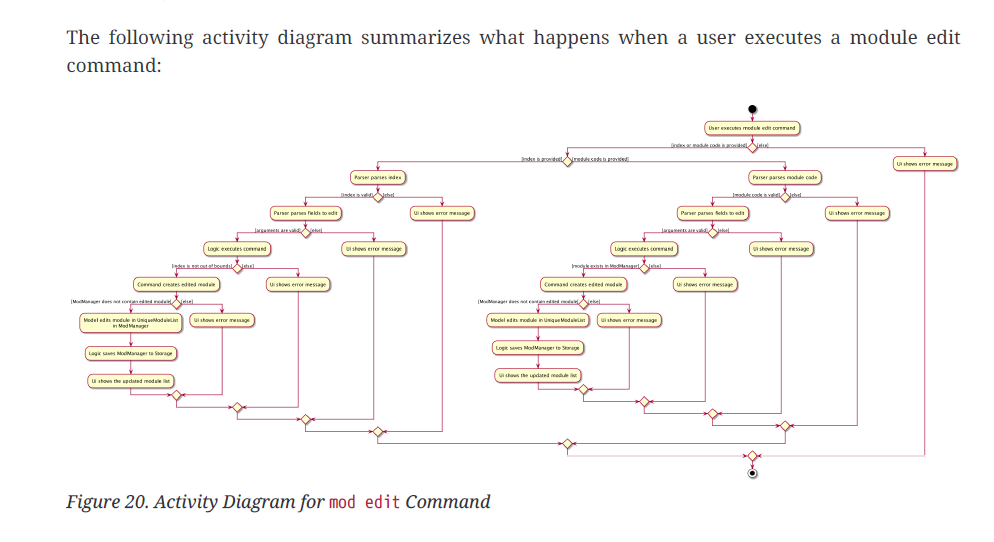 The following activity diagram summarizes what happens when a user executes a module edit
command:
User executes module edit command
[index or module code is provided] [else]
[index is provided] [module code is provided]
Ui shows error message
Parser parses index
Parser parses module code
[index is valid] [else]
[module code is valid] [else]
Parser parses fields to edit
Ui shows error message
Parser parses fields to edit
Ui shows error message
[arguments are valid] [else]
[arguments are valid] [else]
Logic executes command
Ui shows error message
Logic executes command
Ui shows error message
[index is not out of bounds] [else]
[module exists in ModManager] [else]
Command creates edited module
Ui shows error message
Command creates edited module
Ui shows error message
[ModManager does not contain edited module] [else]
[ModManager does not contain edited module] [else]
Model edits module in UniqueModuleList
in ModManager
Ui shows error message
Model edits module in UniqueModuleList
Ui shows error message
Logic saves ModManager to Storage
Logic saves ModManager to Storage
Ui shows the updated module list
Ui shows the updated module list
Figure 20. Activity Diagram for mod edit Command